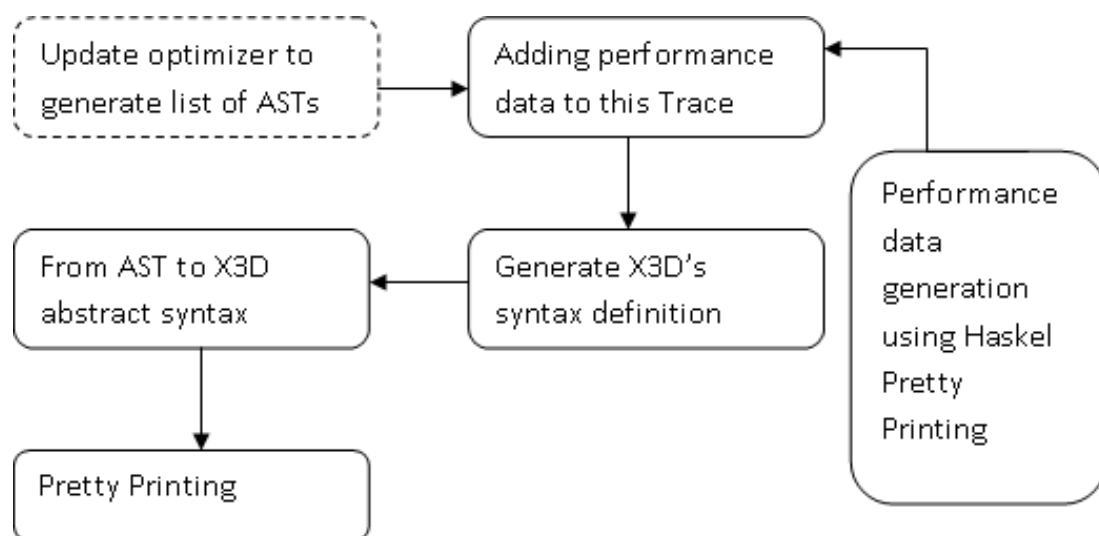 Update optimizer to
generate list of ASTs
Adding performance
data to this Trace
Performance
data
generation
using Haskel
Pretty
Printing
From AST to X3D
abstract syntax
Generate X3D's
syntax definition
Pretty Printing